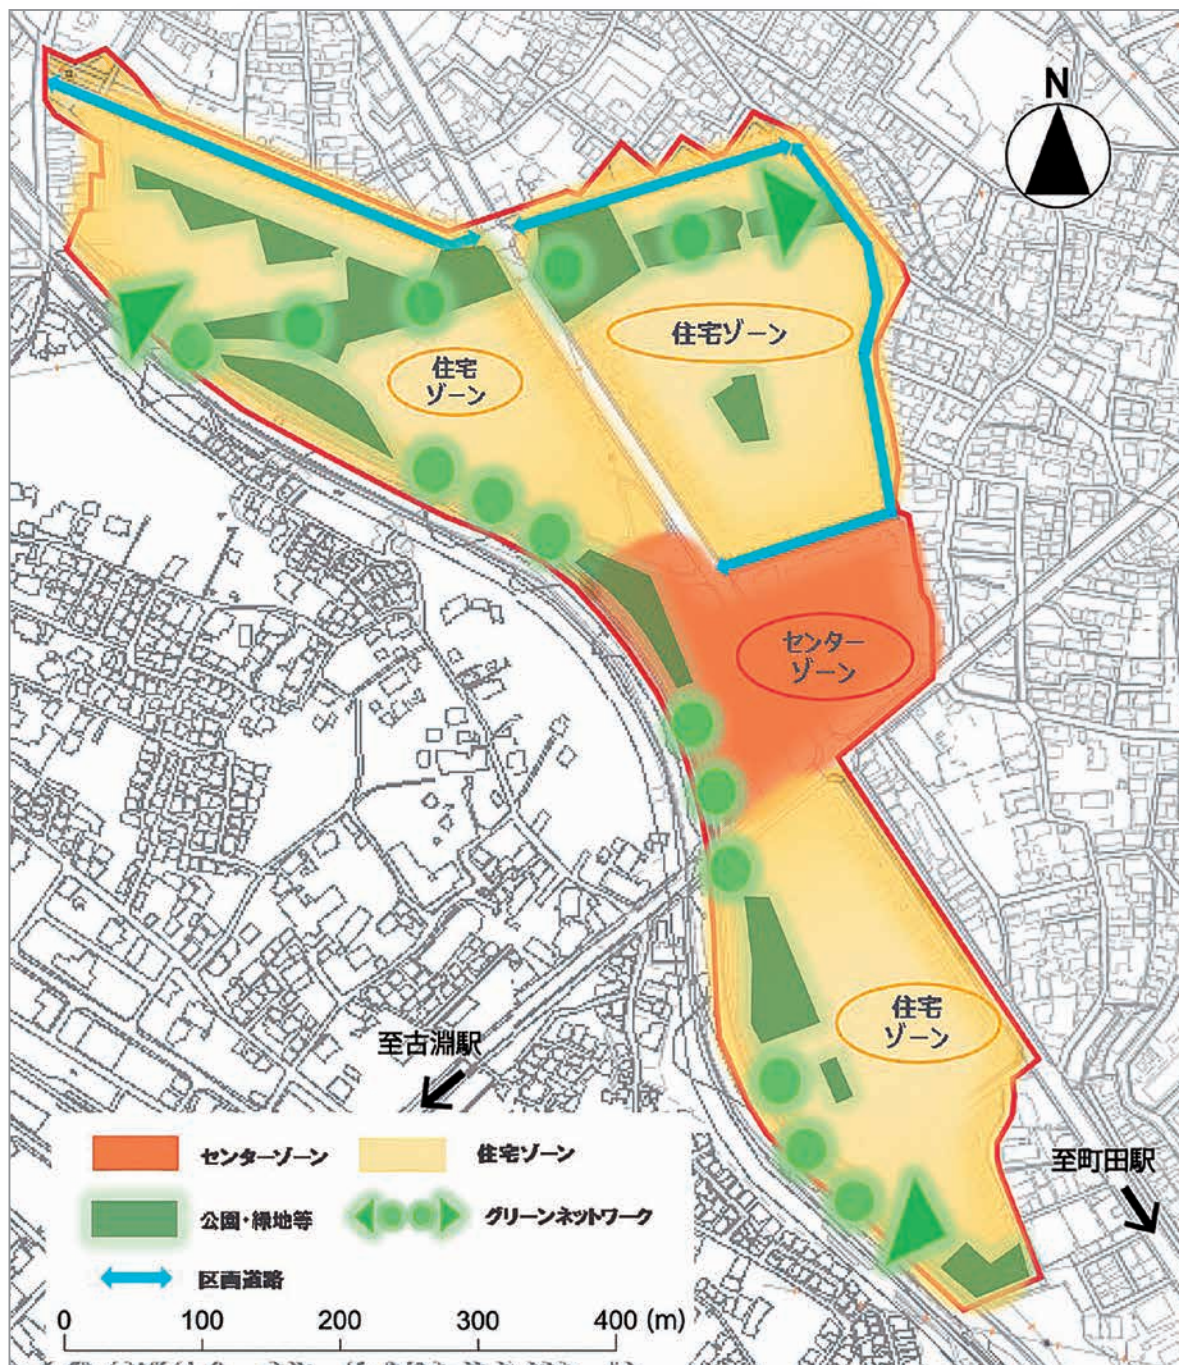 N
住宅ゾーン
住宅
ゾーン
センター
ゾーン
住宅
ゾーン
至古淵駅
至町田駅
センターゾーン
住宅ゾーン
公園・緑地等
グリーンネットワーク
区画道路
0 100 200 300 400 (m)